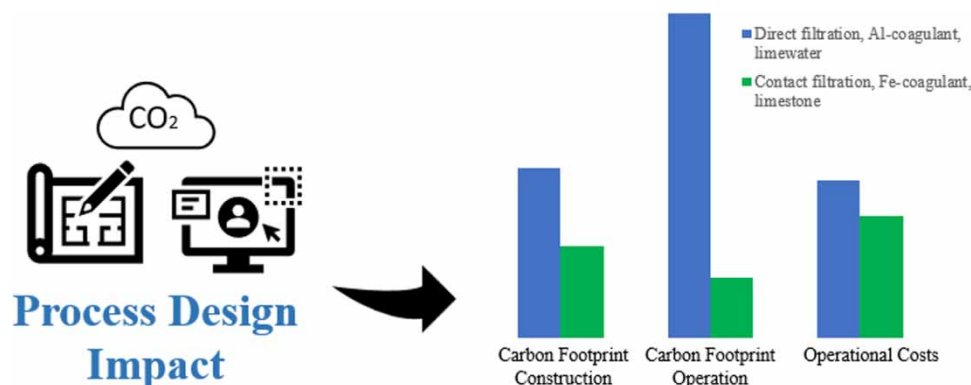 CO₂
Process Design
Impact
Direct filtration, Al-coagulant,
limewater
Contact filtration, Fe-coagulant,
limestone
Carbon Footprint
Construction
Carbon Footprint
Operation
Operational Costs